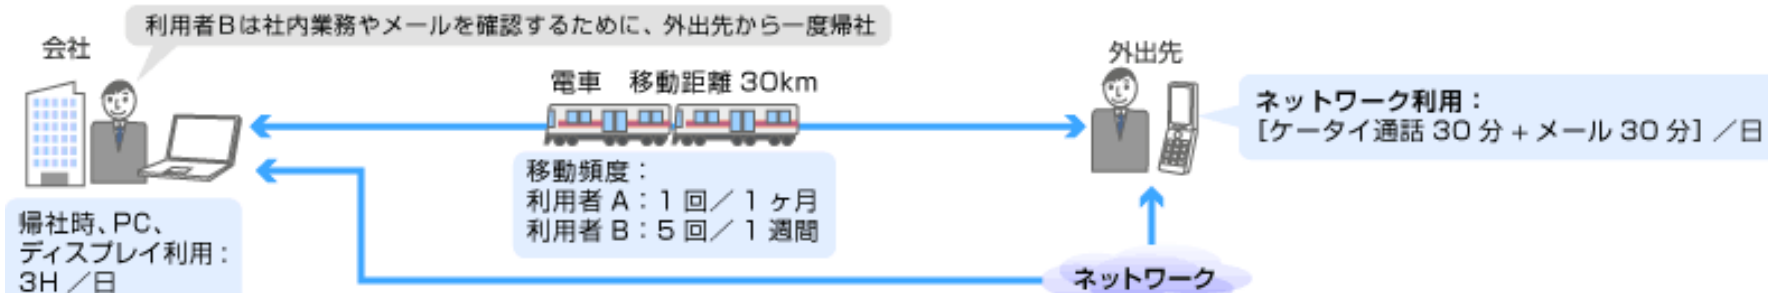 利用者Bは社内業務やメールを確認するために、外出先から一度帰社
会社
外出先
電車 移動距離 30km
ネットワーク利用：
［ケータイ通話 30 分 + メール 30 分］／日
移動頻度：
利用者 A：1 回／ 1 ヶ月
利用者 B：5 回／ 1 週間
帰社時、PC、
ディスプレイ利用：
3H ／日
ネットワーク